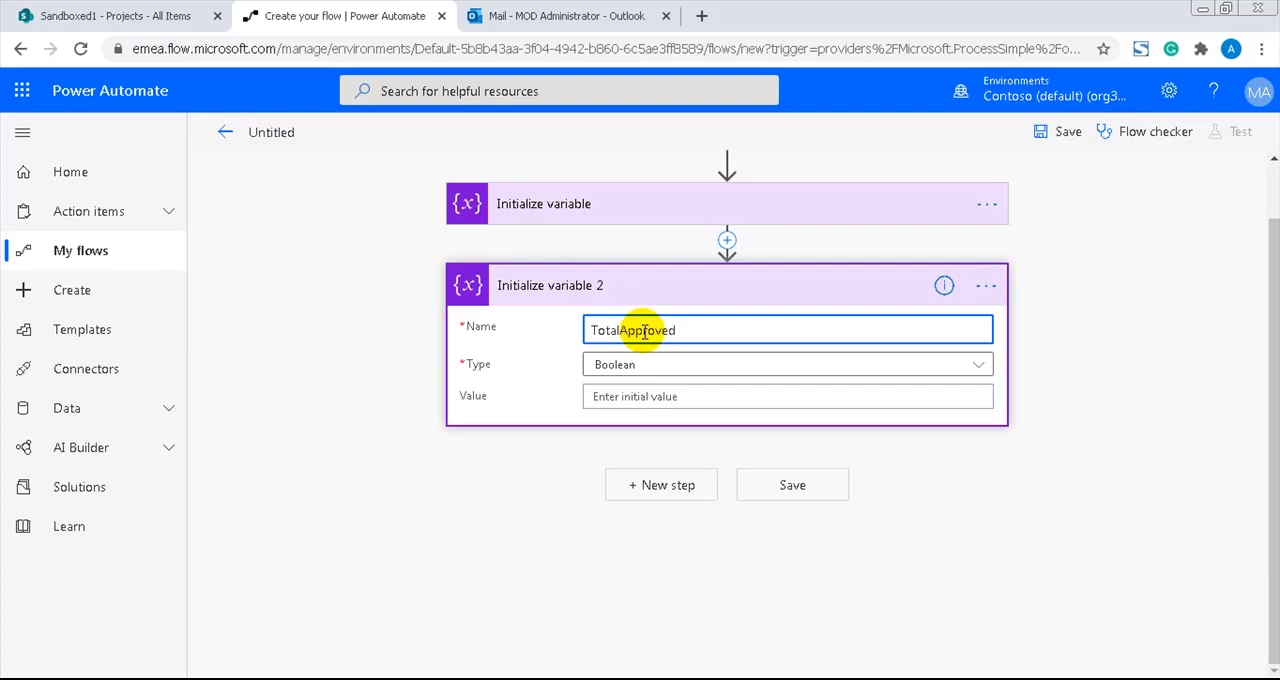 Sandboxed1 - Projects - All Items
Create your flow | Power Automate
Mail - MOD Administrator - Outlook
emea.flow.microsoft.com/manage/environments/Default-5b8b43aa-3f04-4942-b860-6c5ae3ff8589/flows/new?trigger=providers%2FMicrosoft.ProcessSimple%2Fo...
A
Power Automate
Search for helpful resources
Environments
Contoso (default) (org3...
MA
Untitled
Save
Flow checker
Test
Home
Action items
My flows
Create
Templates
Connectors
Data
AI Builder
Solutions
Learn
{x} Initialize variable
{x} Initialize variable 2
*Name
TotalApproved
*Type
Boolean
Value
Enter initial value
+ New step
Save